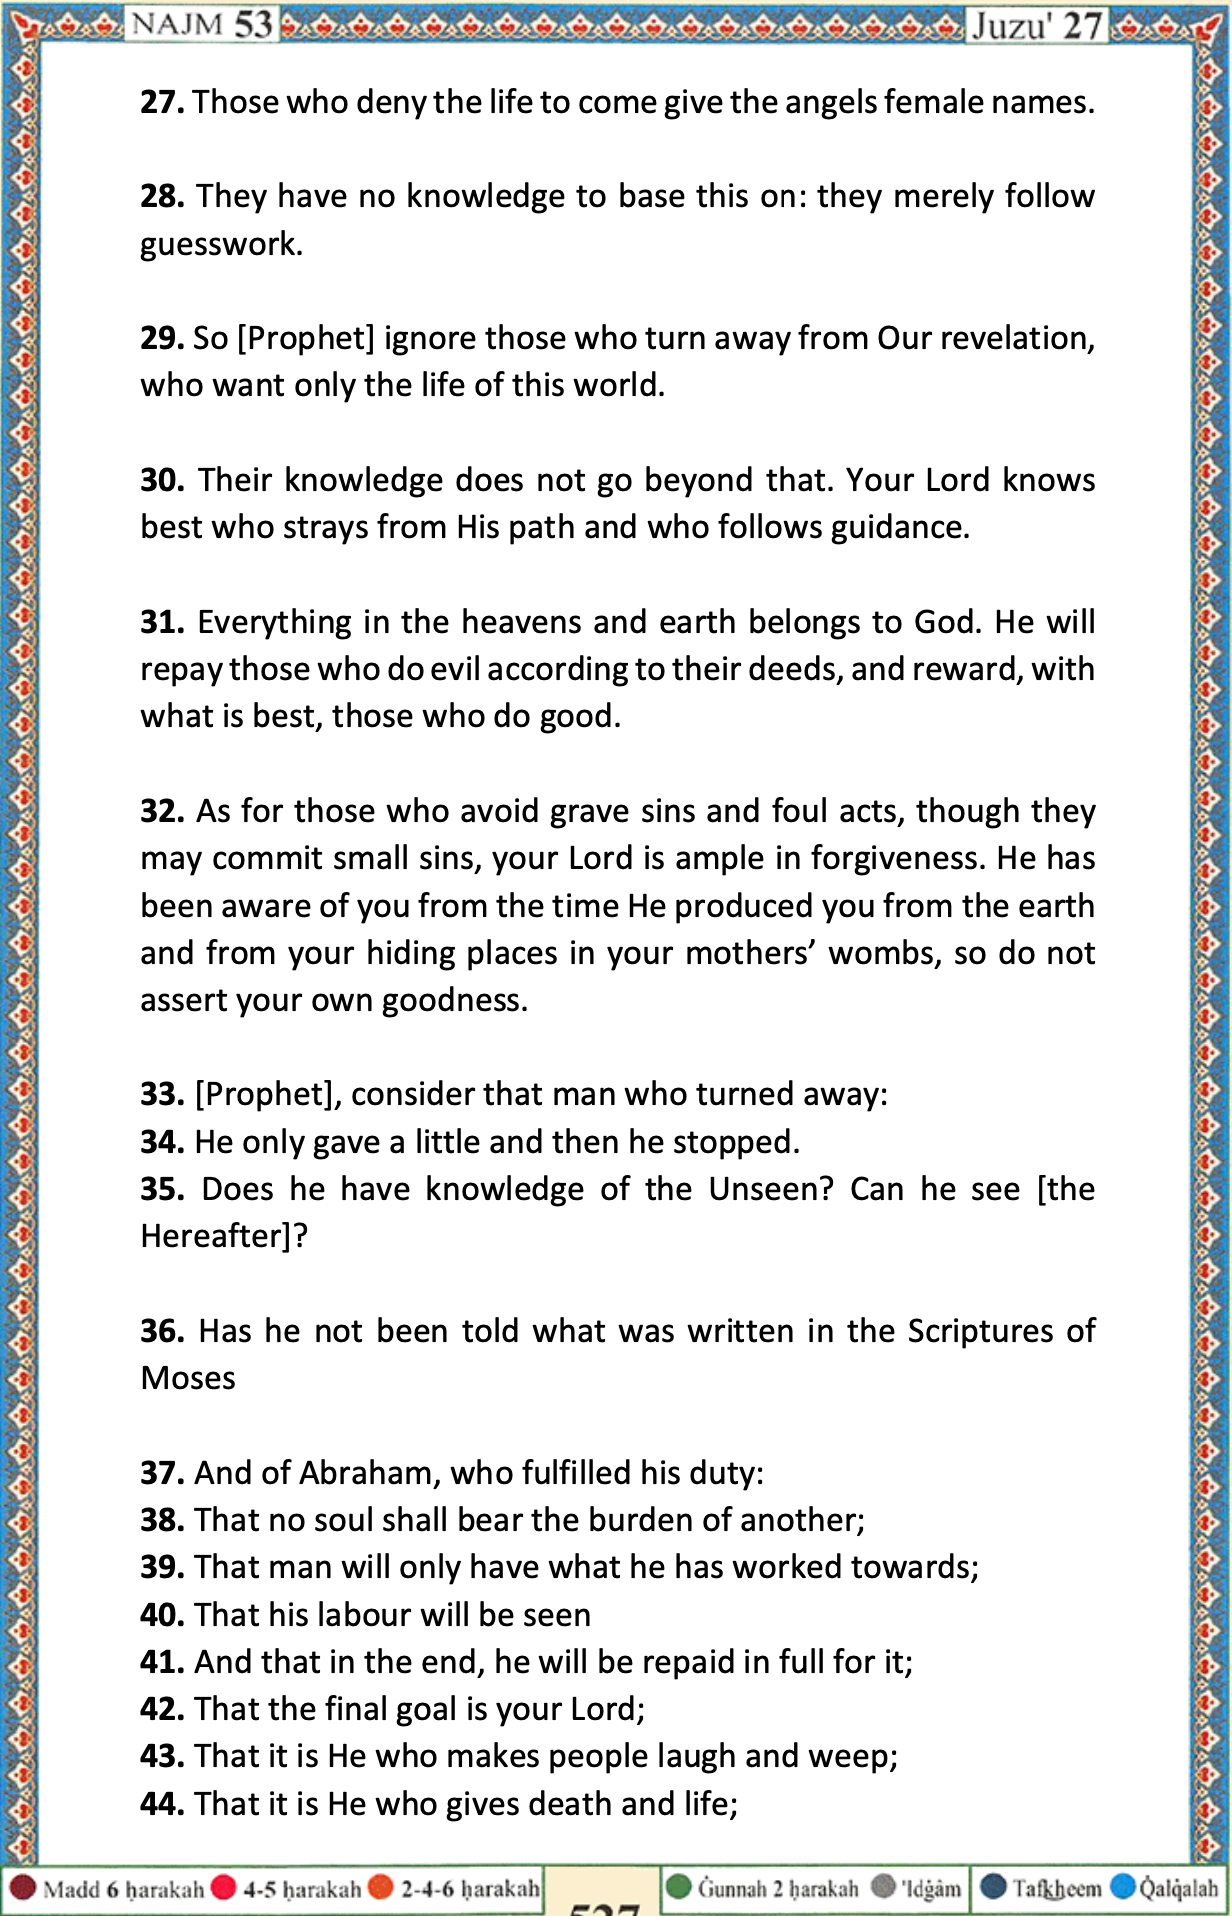 NAJM 53
Juzu' 27
27. Those who deny the life to come give the angels female names.
28. They have no knowledge to base this on: they merely follow
guesswork.
29. So [Prophet] ignore those who turn away from Our revelation,
who want only the life of this world.
30. Their knowledge does not go beyond that. Your Lord knows
best who strays from His path and who follows guidance.
31. Everything in the heavens and earth belongs to God. He will
repay those who do evil according to their deeds, and reward, with
what is best, those who do good.
32. As for those who avoid grave sins and foul acts, though they
may commit small sins, your Lord is ample in forgiveness. He has
been aware of you from the time He produced you from the earth
and from your hiding places in your mothers’ wombs, so do not
assert your own goodness.
33. [Prophet], consider that man who turned away:
34. He only gave a little and then he stopped.
35. Does he have knowledge of the Unseen? Can he see [the
Hereafter]?
36. Has he not been told what was written in the Scriptures of
Moses
37. And of Abraham, who fulfilled his duty:
38. That no soul shall bear the burden of another;
39. That man will only have what he has worked towards;
40. That his labour will be seen
41. And that in the end, he will be repaid in full for it;
42. That the final goal is your Lord;
43. That it is He who makes people laugh and weep;
44. That it is He who gives death and life;
Madd 6 ḥarakah 4-5 ḥarakah 2-4-6 ḥarakah 527 Ġunnah 2 ḥarakah 'Idġâm Tafkheem Q̇alq̇alah